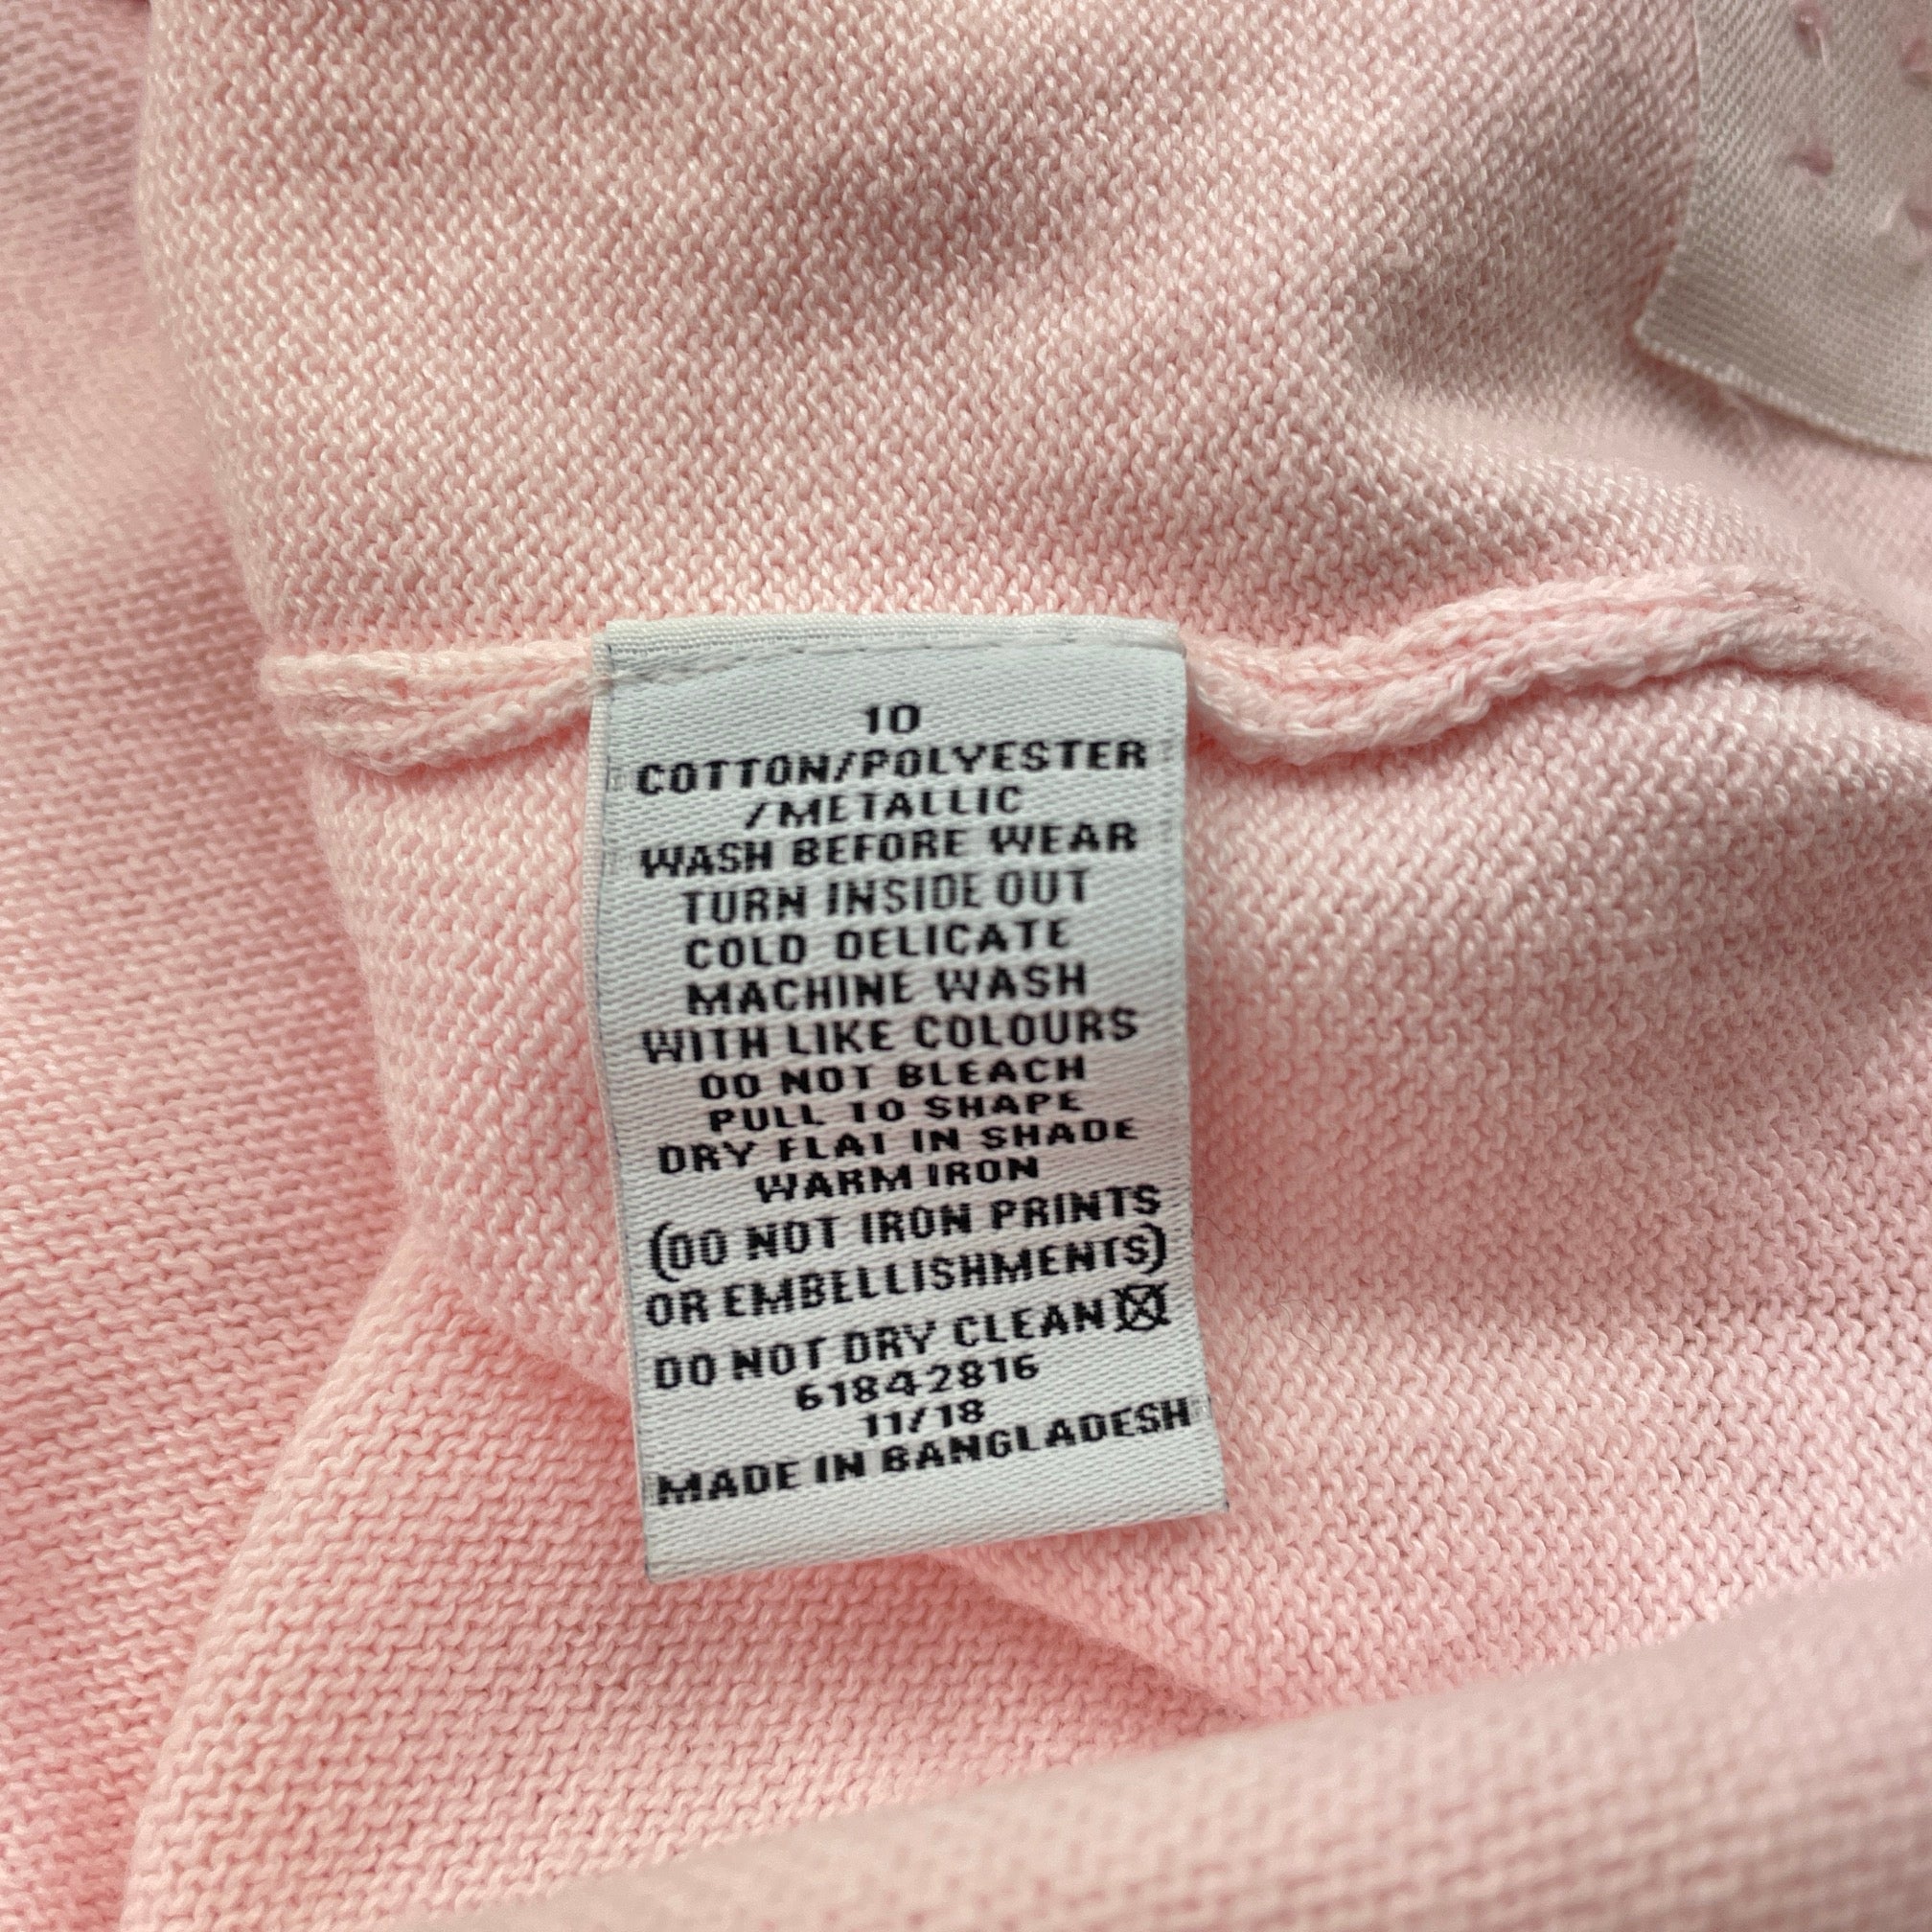 10
COTTON/POLYESTER
/METALLIC
WASH BEFORE WEAR
TURN INSIDE OUT
COLD DELICATE
MACHINE WASH
WITH LIKE COLOURS
DO NOT BLEACH
PULL TO SHAPE
DRY FLAT IN SHADE
WARM IRON
(DO NOT IRON PRINTS
OR EMBELLISHMENTS)
DO NOT DRY CLEAN
61842816
11/18
MADE IN BANGLADESH